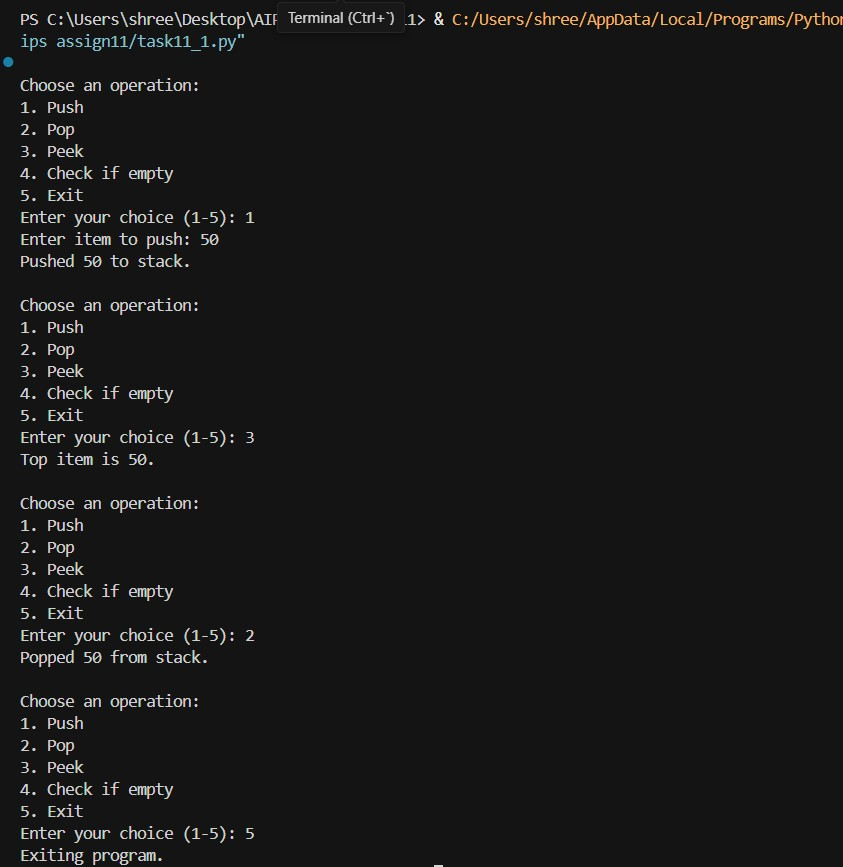 PS C:\Users\shree\Desktop\AIP Terminal (Ctrl+`) .1> & C:/Users/shree/AppData/Local/Programs/Python
ips assign11/task11_1.py"
Choose an operation:
1. Push
2. Pop
3. Peek
4. Check if empty
5. Exit
Enter your choice (1-5): 1
Enter item to push: 50
Pushed 50 to stack.
Choose an operation:
1. Push
2. Pop
3. Peek
4. Check if empty
5. Exit
Enter your choice (1-5): 3
Top item is 50.
Choose an operation:
1. Push
2. Pop
3. Peek
4. Check if empty
5. Exit
Enter your choice (1-5): 2
Popped 50 from stack.
Choose an operation:
1. Push
2. Pop
3. Peek
4. Check if empty
5. Exit
Enter your choice (1-5): 5
Exiting program.